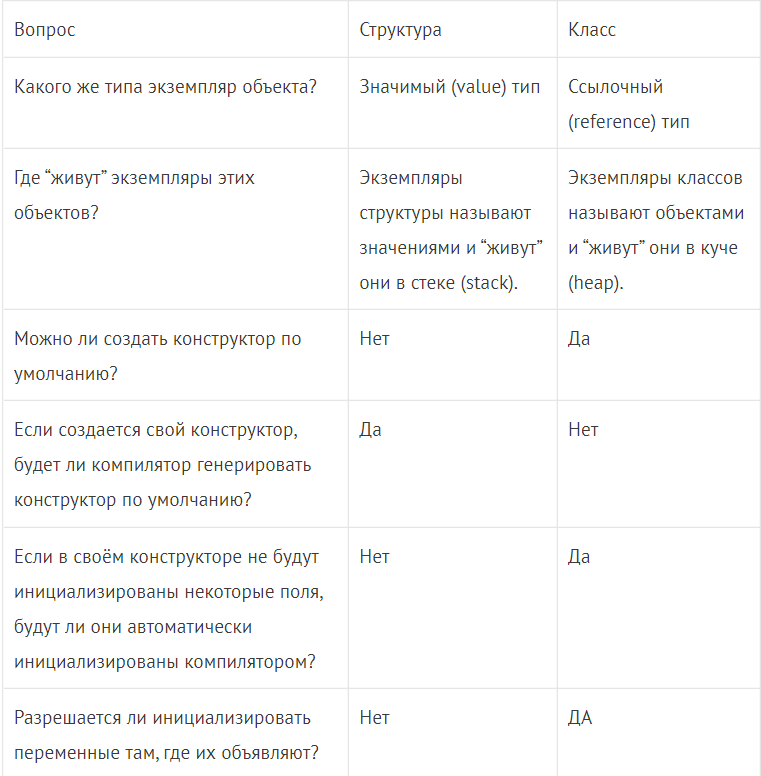 Вопрос
Структура
Класс
Какого же типа экземпляр объекта?
Значимый (value) тип
Ссылочный
(reference) тип
Где “живут” экземпляры этих
объектов?
Экземпляры
структуры называют
значениями и “живут”
они в стеке (stack).
Экземпляры классов
называют объектами
и “живут” они в куче
(heap).
Можно ли создать конструктор по
умолчанию?
Нет
Да
Если создается свой конструктор,
будет ли компилятор генерировать
конструктор по умолчанию?
Да
Нет
Если в своём конструкторе не будут
инициализированы некоторые поля,
будут ли они автоматически
инициализированы компилятором?
Нет
Да
Разрешается ли инициализировать
переменные там, где их объявляют?
Нет
ДА